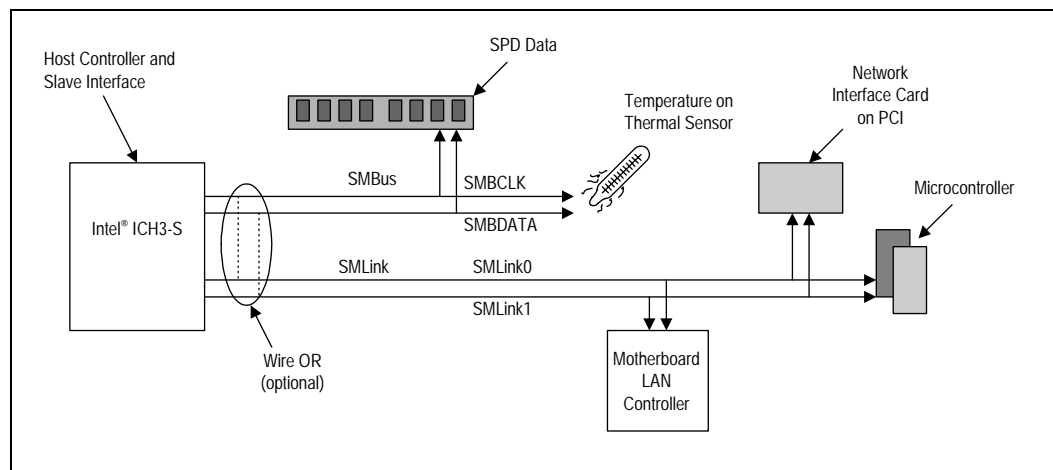 SPD Data
Host Controller and
Slave Interface
Network
Interface Card
on PCI
Temperature on
Thermal Sensor
SMBus
SMBCLK
Microcontroller
Intel® ICH3-S
SMBDATA
SMLink
SMLink0
SMLink1
Wire OR
(optional)
Motherboard
LAN
Controller